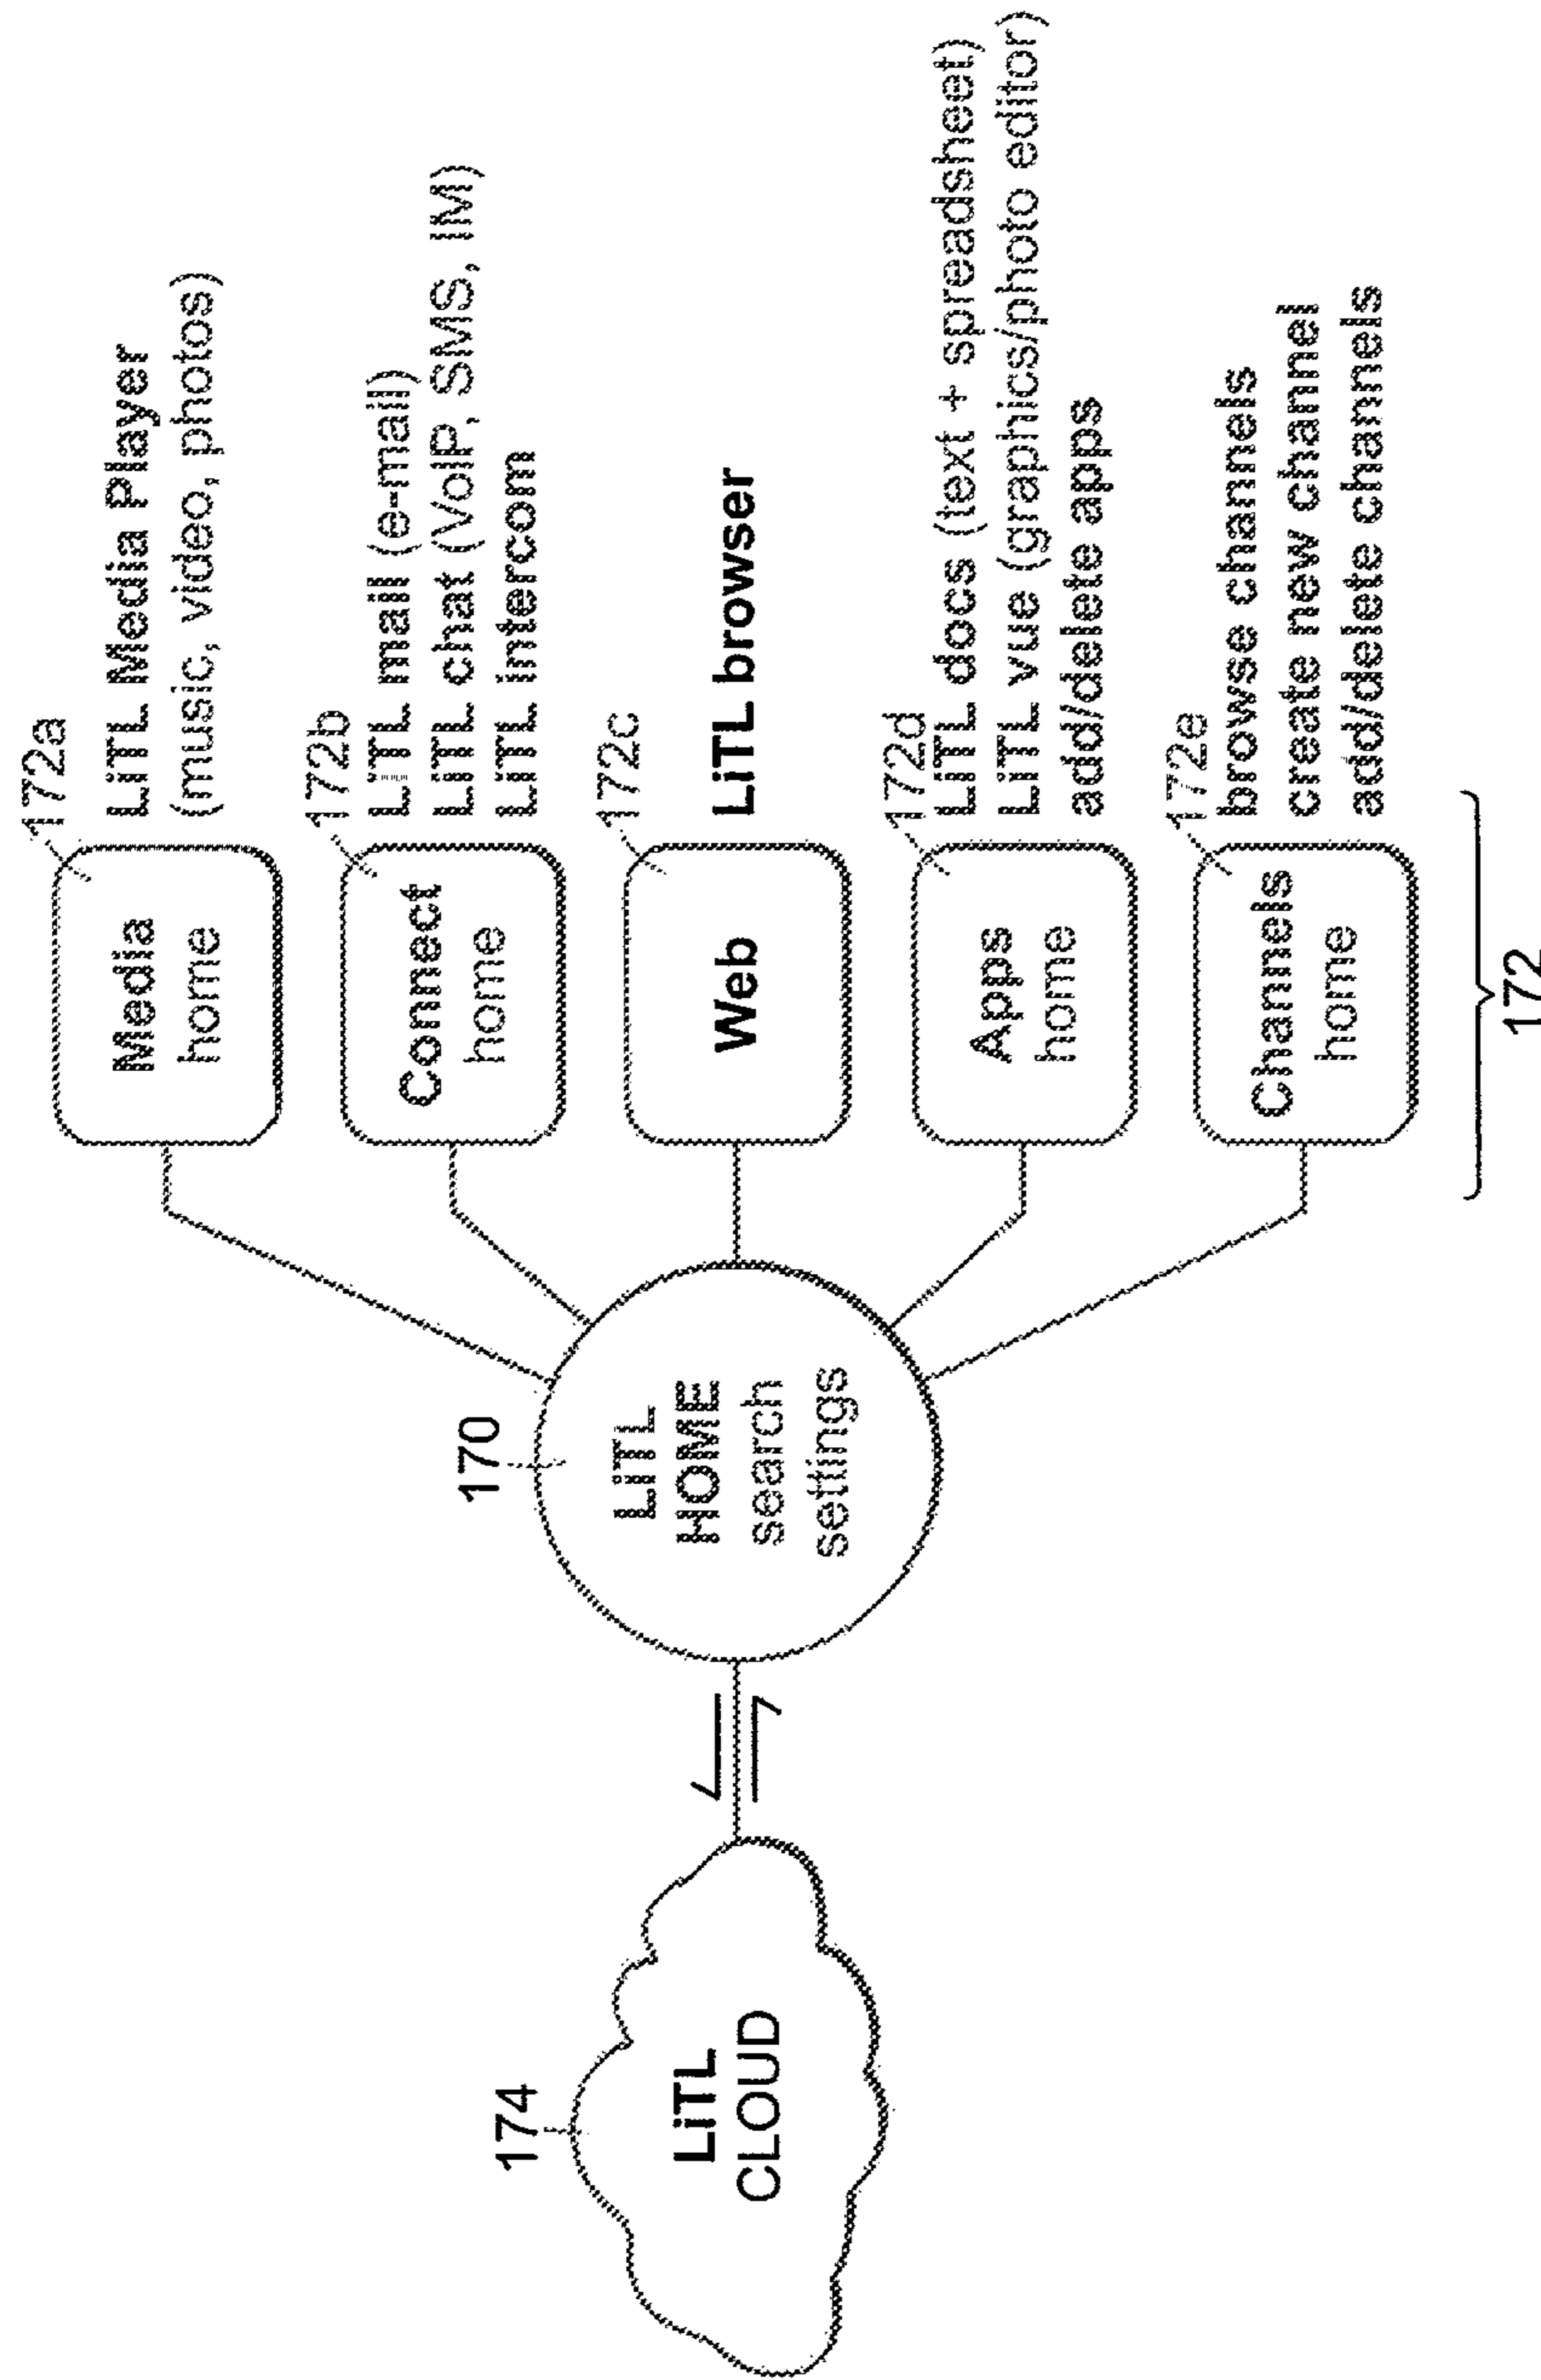 174
LiTL
CLOUD
170
LiTL
HOME
search
settings
Media
home
172a
LiTL Media Player
(music, video, photos)
Connect
home
172b
LiTL mail (e-mail)
LiTL chat (VoIP, SMS, IM)
LiTL intercom
Web
172c
LiTL browser
Apps
home
172d
LiTL docs (text + spreadsheet)
LiTL vue (graphics/photo editor)
add/delete apps
Channels
home
172e
browse channels
create new channel
add/delete channels
172